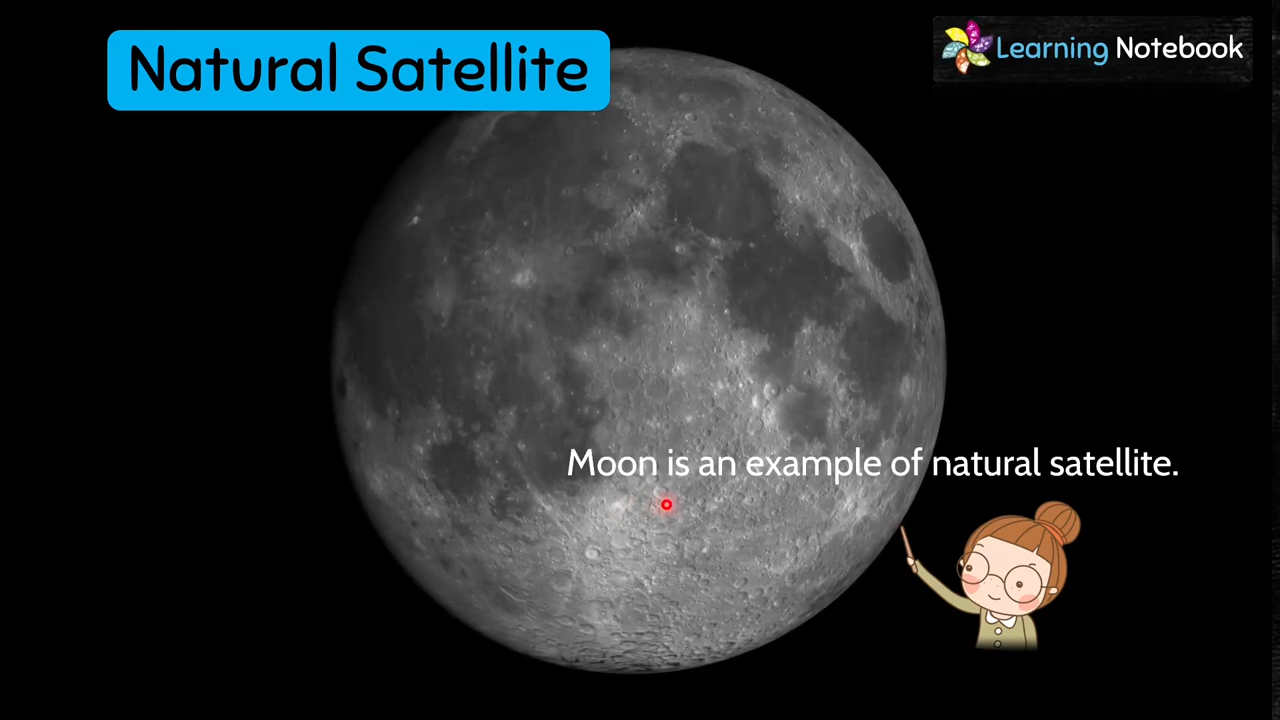 Natural Satellite
Learning Notebook
Moon is an example of natural satellite.